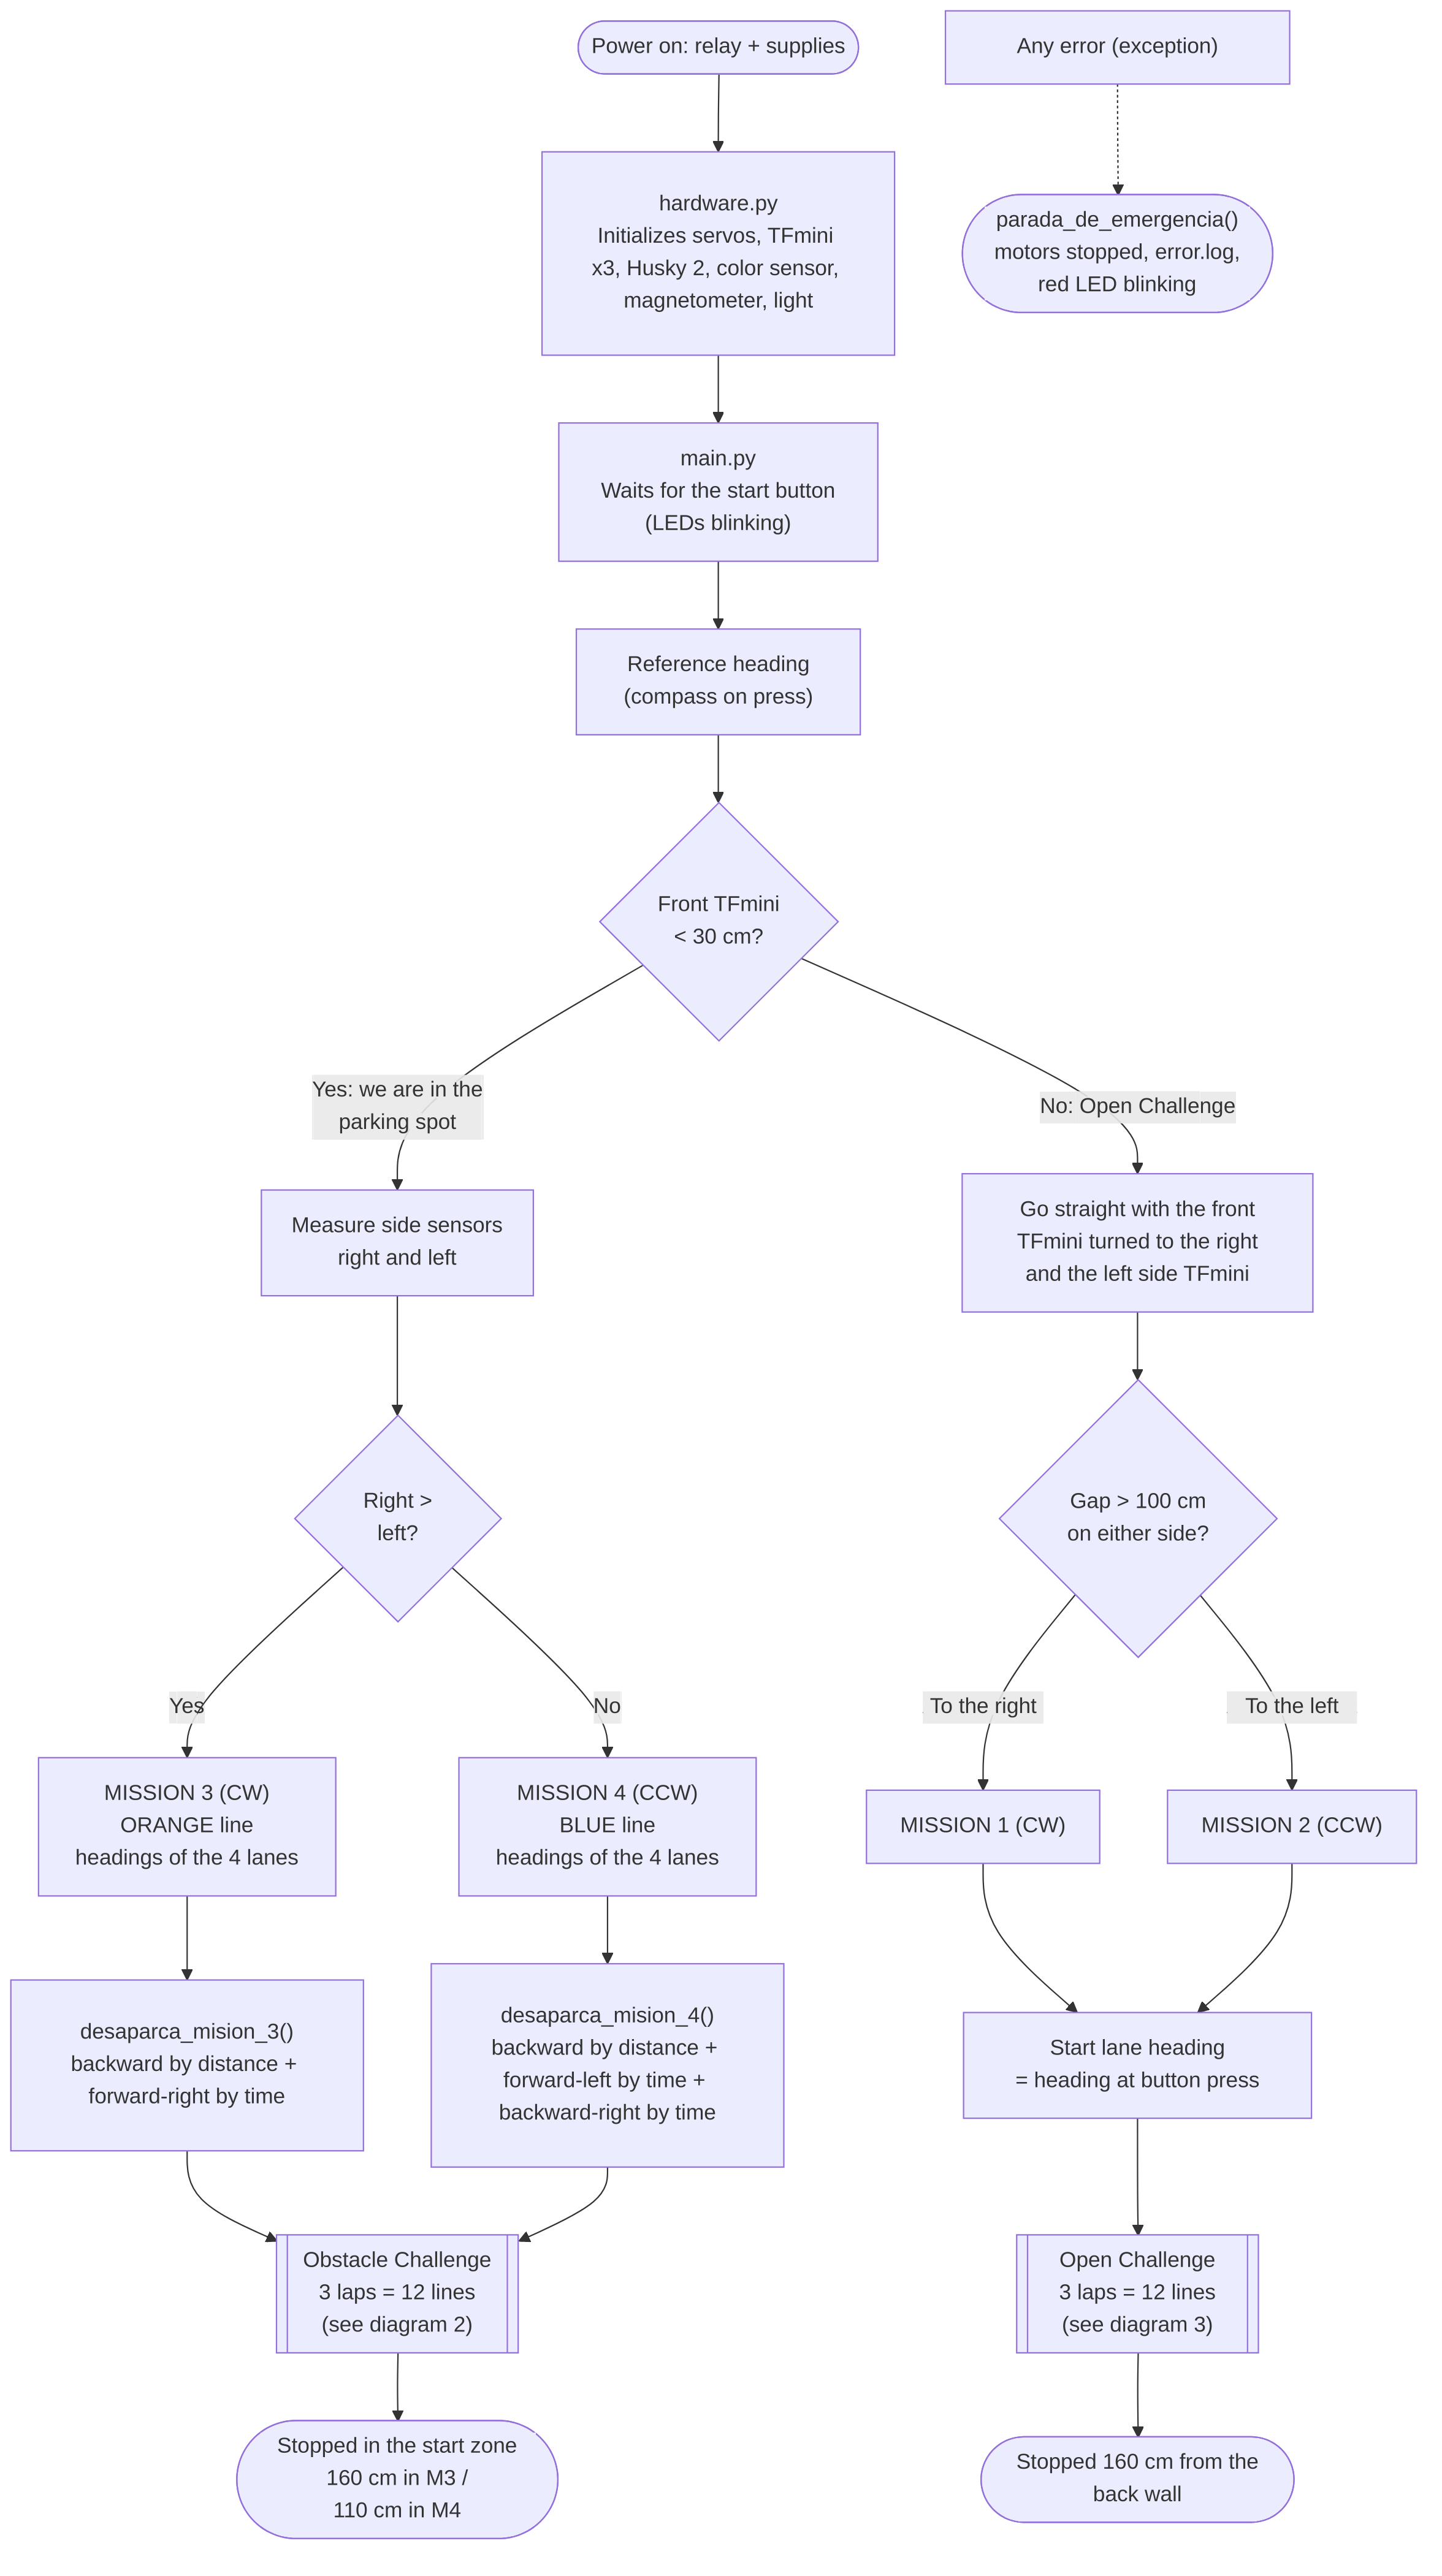 Power on: relay + supplies
Any error (exception)
hardware.py
Initializes servos, TFmini
x3, Husky 2, color sensor,
magnetometer, light
parada_de_emergencia()
motors stopped, error.log,
red LED blinking
main.py
Waits for the start button
(LEDs blinking)
Reference heading
(compass on press)
Front TFmini
< 30 cm?
Yes: we are in the
parking spot
No: Open Challenge
Measure side sensors
right and left
Go straight with the front
TFmini turned to the right
and the left side TFmini
Right >
left?
Gap > 100 cm
on either side?
Yes
No
To the right
To the left
MISSION 3 (CW)
ORANGE line
headings of the 4 lanes
MISSION 4 (CCW)
BLUE line
headings of the 4 lanes
MISSION 1 (CW)
MISSION 2 (CCW)
desaparca_mision_3()
backward by distance +
forward-right by time
desaparca_mision_4()
backward by distance +
forward-left by time +
backward-right by time
Start lane heading
= heading at button press
Obstacle Challenge
3 laps = 12 lines
(see diagram 2)
Open Challenge
3 laps = 12 lines
(see diagram 3)
Stopped in the start zone
160 cm in M3 /
110 cm in M4
Stopped 160 cm from the
back wall